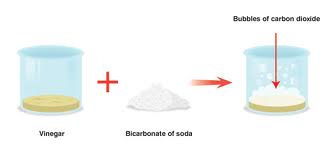 Bubbles of carbon dioxide
Vinegar
Bicarbonate of soda